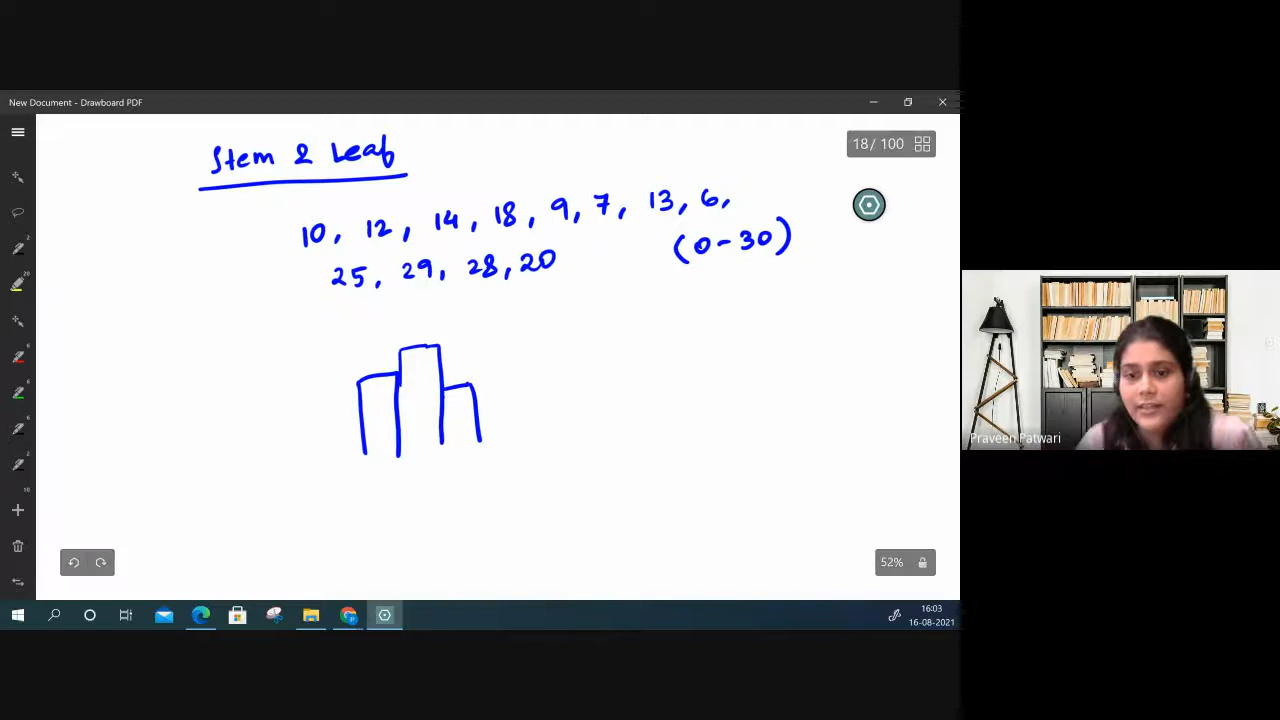 New Document - Drawboard PDF
18 / 100
Stem & Leaf
10, 12, 14, 18, 9, 7, 13, 6,
(0-30)
25, 29, 28, 20
Praveen Patwari
52%
16:03
16-08-2021